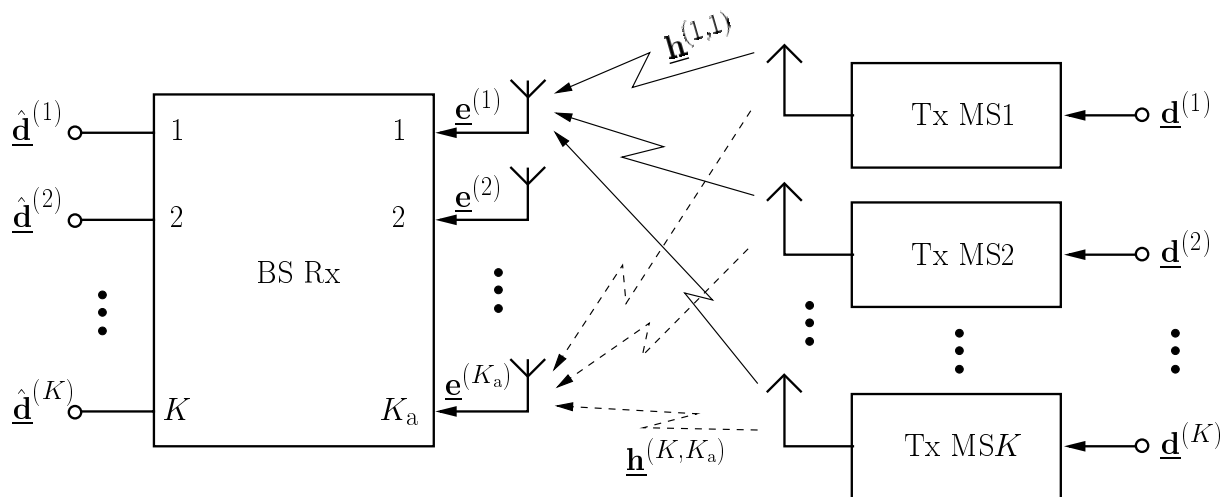 h^(1,1)
d̂^(1)
1
1
e^(1)
Tx MS1
d^(1)
d̂^(2)
2
2
e^(2)
BS Rx
Tx MS2
d^(2)
d̂^(K)
K
K_a
e^(K_a)
h^(K,K_a)
Tx MSK
d^(K)